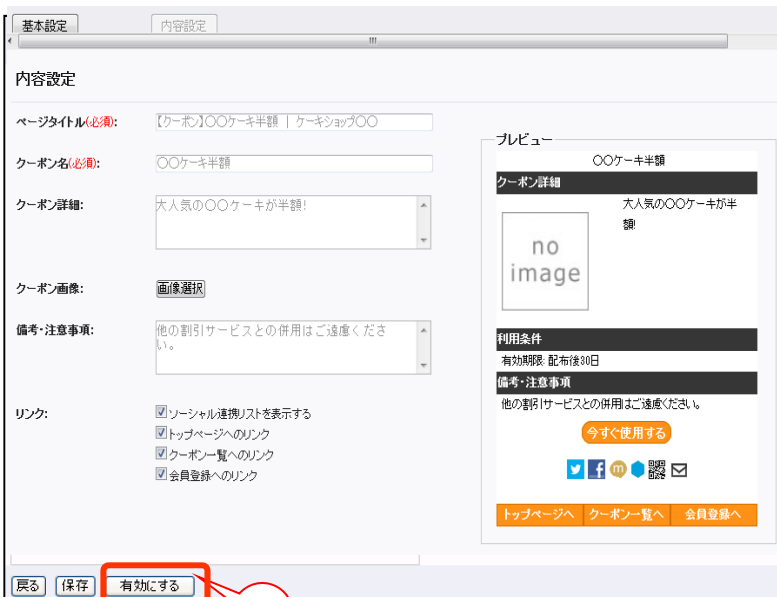 基本設定
内容設定
内容設定
ページタイトル(必須):
【クーポン】〇〇ケーキ半額 | ケーキショップ〇〇
クーポン名(必須):
〇〇ケーキ半額
クーポン詳細:
大人気の〇〇ケーキが半額!
クーポン画像:
画像選択
備考・注意事項:
他の割引サービスとの併用はご遠慮くださ
い。
リンク:
ソーシャル連携リストを表示する
トップページへのリンク
クーポン一覧へのリンク
会員登録へのリンク
プレビュー
〇〇ケーキ半額
クーポン詳細
no
image
大人気の〇〇ケーキが半
額!
利用条件
有効期限: 配布後30日
備考・注意事項
他の割引サービスとの併用はご遠慮ください。
今すぐ使用する
トップページへ
クーポン一覧へ
会員登録へ
戻る
保存
有効にする